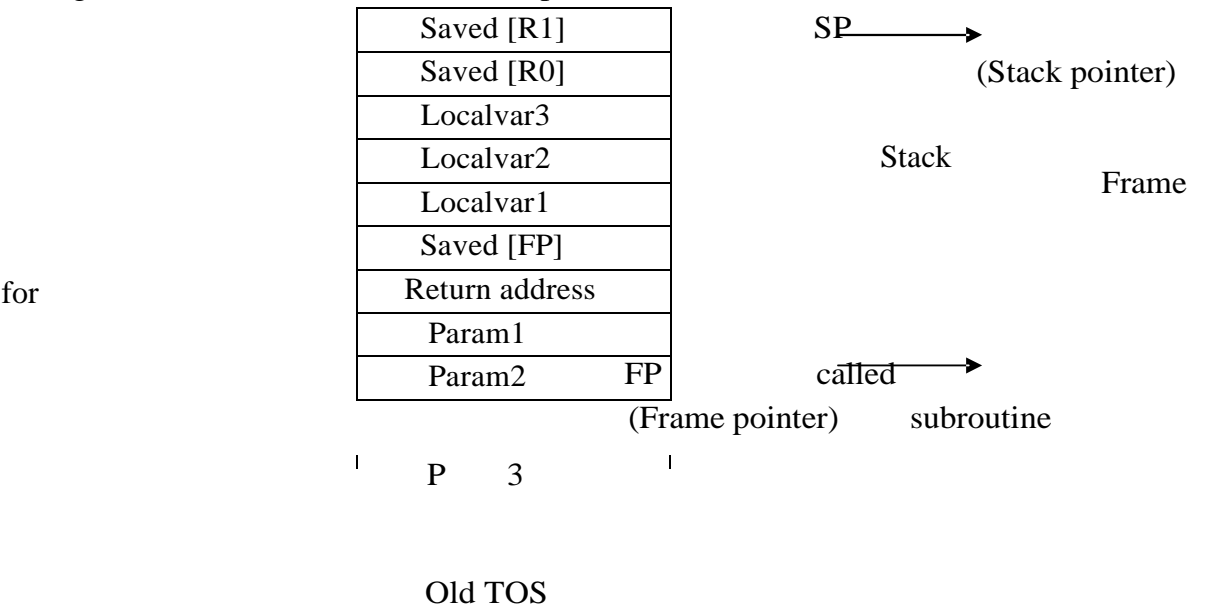 Saved [R1] SP
Saved [R0] (Stack pointer)
Localvar3
Localvar2 Stack
Frame
Localvar1
Saved [FP]
for Return address
Param1
Param2 FP called
(Frame pointer) subroutine
P 3
Old TOS